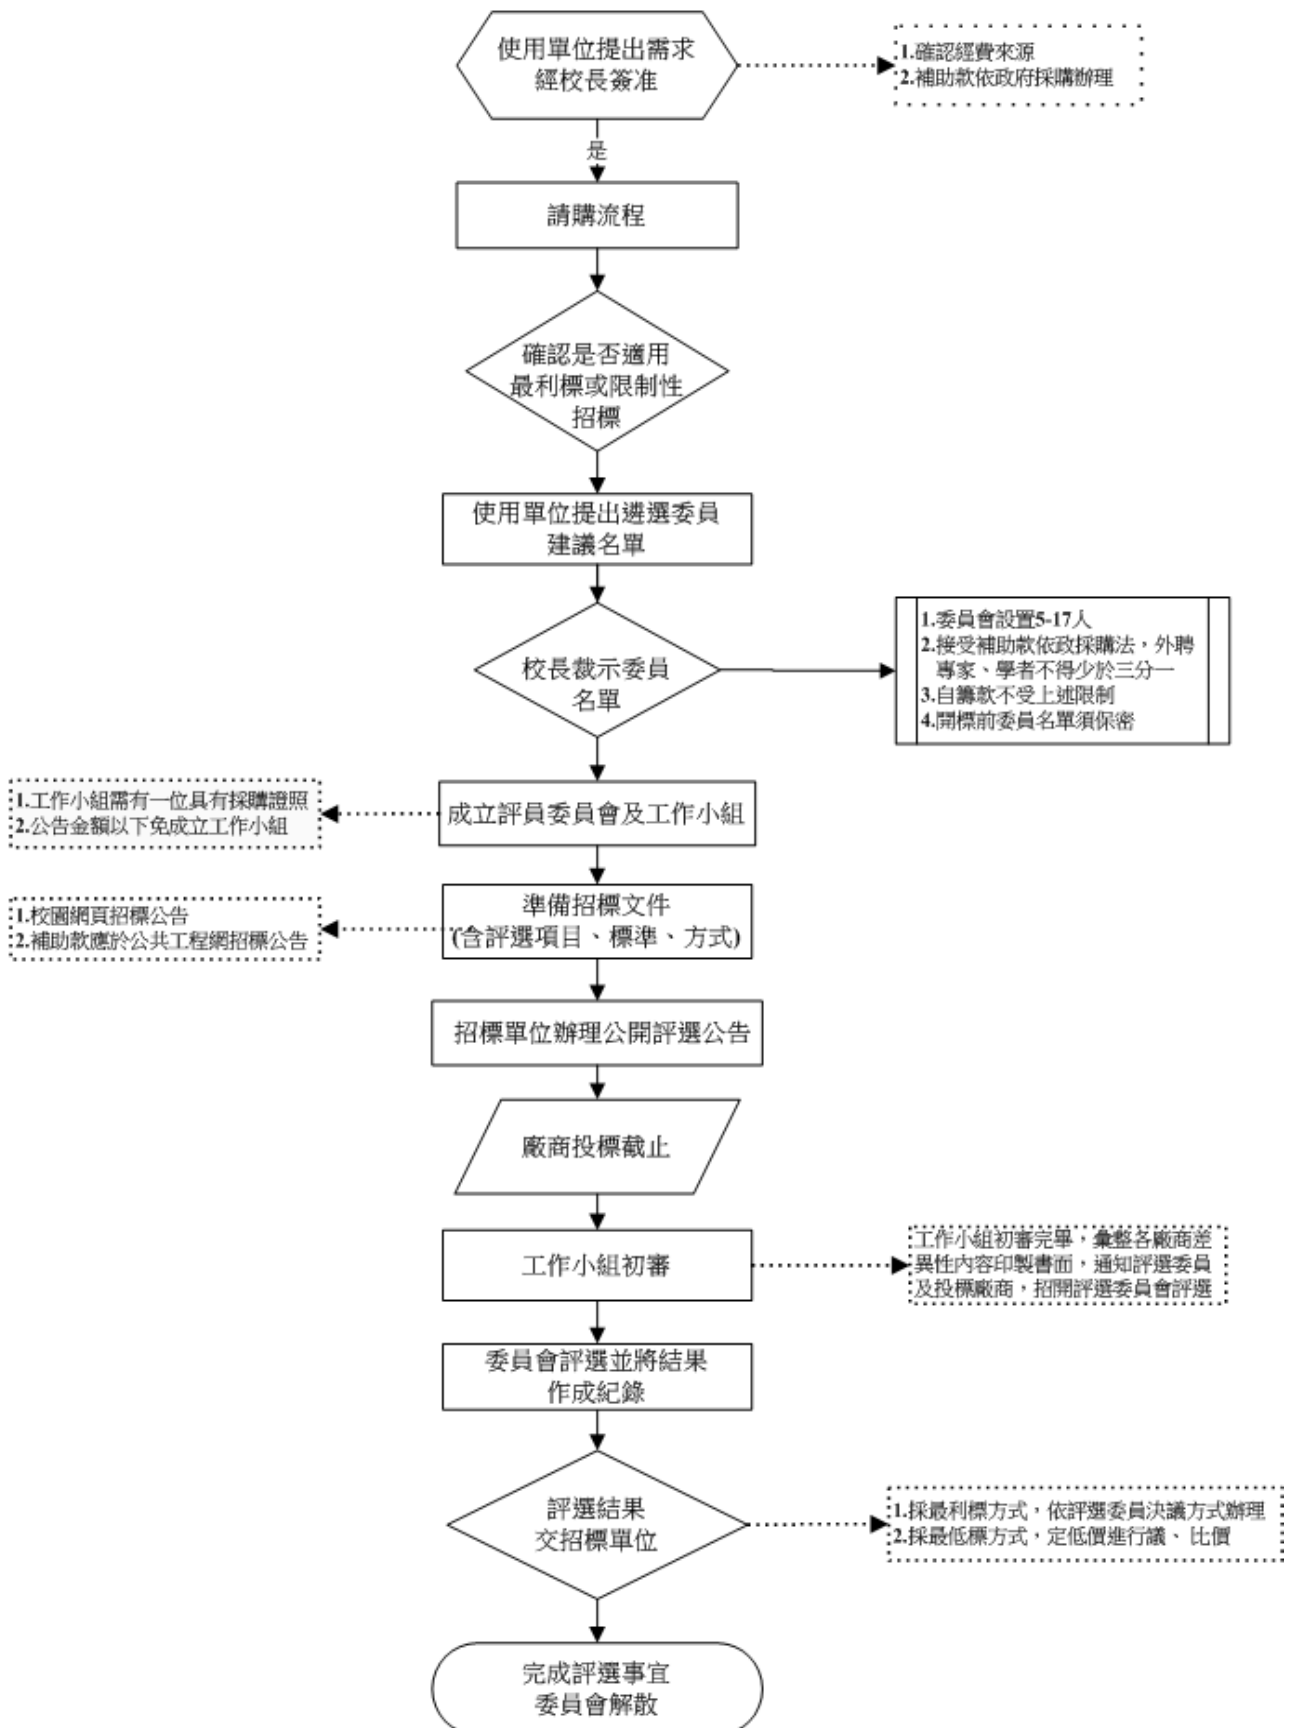 使用單位提出需求
經校長簽准
1.確認經費來源
2.補助款依政府採購辦理
是
請購流程
確認是否適用
最利標或限制性
招標
使用單位提出遴選委員
建議名單
校長裁示委員
名單
1.委員會設置5-17人
2.接受補助款依政採購法，外聘
專家、學者不得少於三分一
3.自籌款不受上述限制
4.開標前委員名單須保密
成立評員委員會及工作小組
1.工作小組需有一位具有採購證照
2.公告金額以下免成立工作小組
準備招標文件
(含評選項目、標準、方式)
1.校園網頁招標公告
2.補助款應於公共工程網招標公告
招標單位辦理公開評選公告
廠商投標截止
工作小組初審
工作小組初審完畢，彙整各廠商差
異性內容印製書面，通知評選委員
及投標廠商，招開評選委員會評選
委員會評選並將結果
作成紀錄
評選結果
交招標單位
1.採最利標方式，依評選委員決議方式辦理
2.採最低標方式，定低價進行議、比價
完成評選事宜
委員會解散